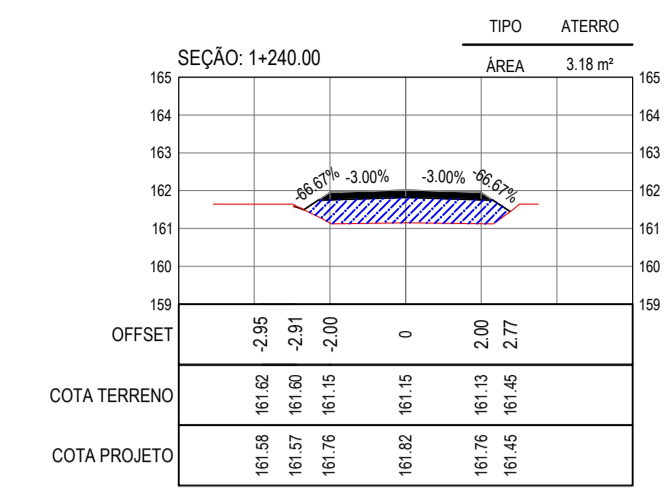 TIPO ATERRO
SEÇÃO: 1+240.00
ÁREA 3.18 m²
165 165
164 164
163 163
-66.67% -3.00% -3.00% -66.67%
162 162
161 161
160 160
159 159
OFFSET -2.95 -2.91 -2.00 0 2.00 2.77
COTA TERRENO 161.62 161.60 161.15 161.15 161.13 161.45
COTA PROJETO 161.58 161.57 161.76 161.82 161.76 161.45